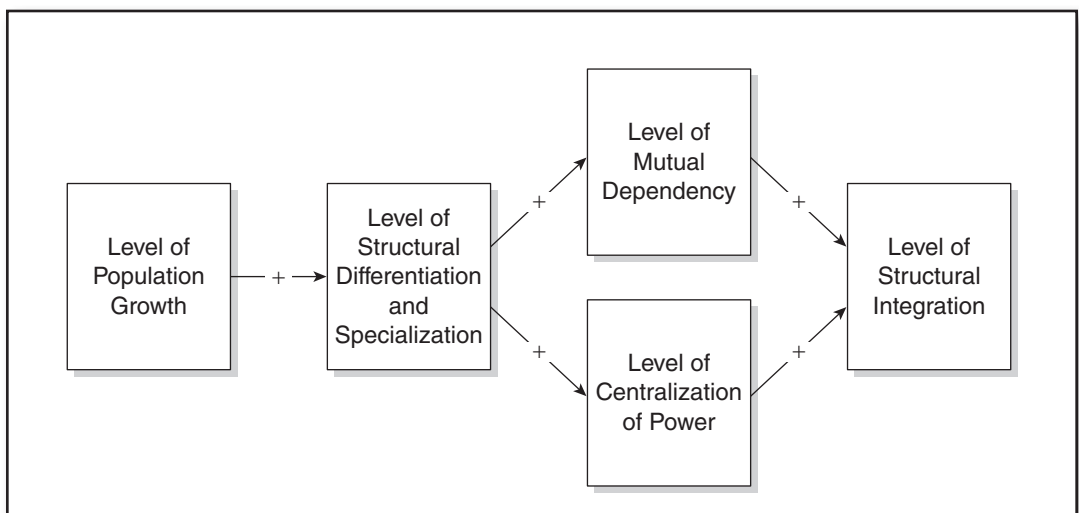 Level of
Population
Growth
+
Level of
Structural
Differentiation
and
Specialization
+
+
Level of
Mutual
Dependency
Level of
Centralization
of Power
+
+
Level of
Structural
Integration